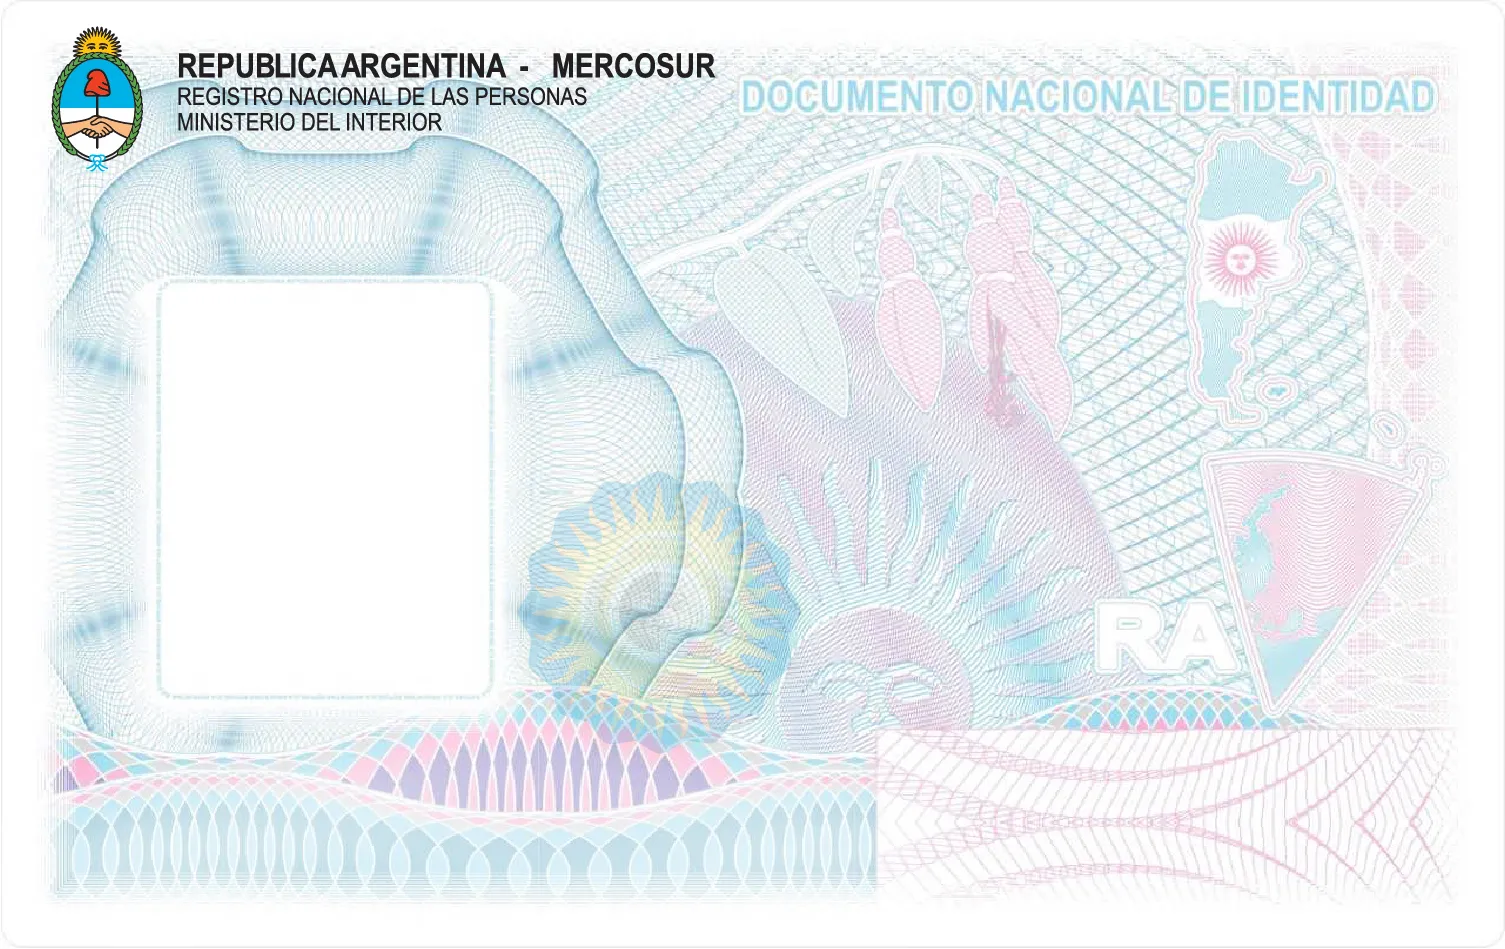 REPUBLICA ARGENTINA - MERCOSUR
REGISTRO NACIONAL DE LAS PERSONAS
MINISTERIO DEL INTERIOR
DOCUMENTO NACIONAL DE IDENTIDAD
RA